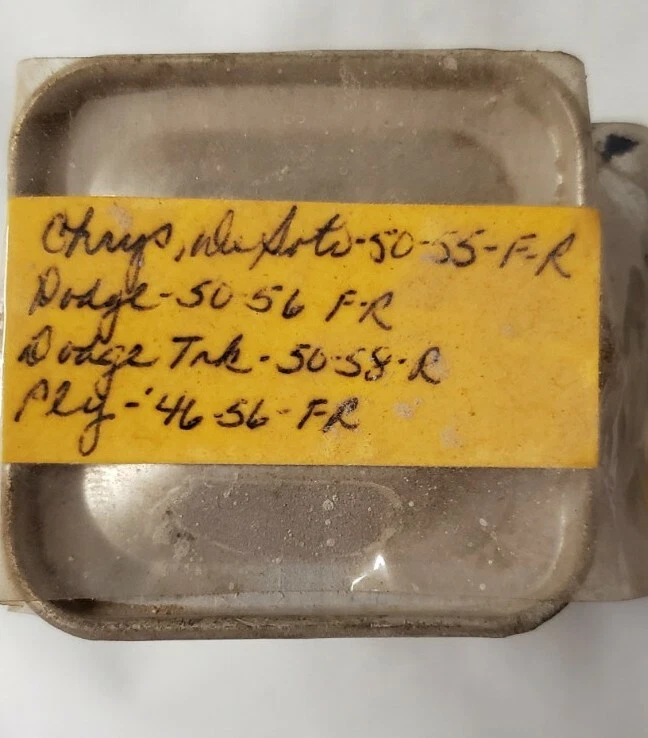 Chrys, DeSoto-50-55-F-R
Dodge-50-56 F-R
Dodge Trk-50-58-R
Ply-'46-56-FR